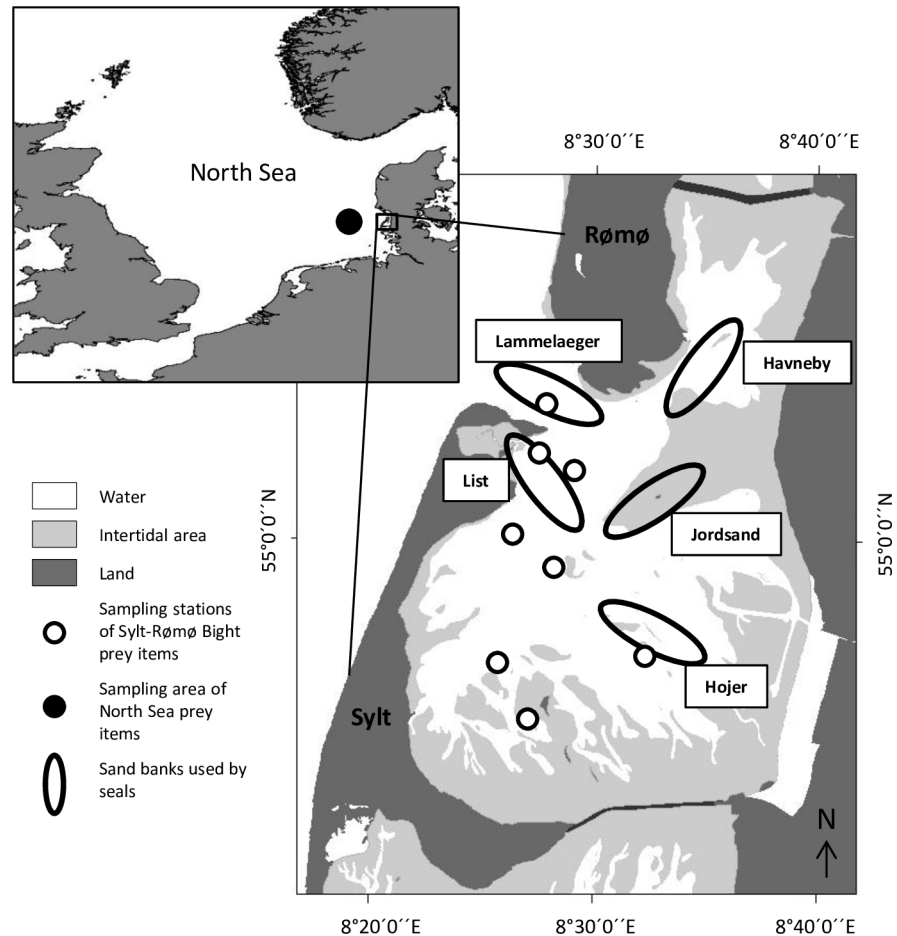 North Sea
8°30´0´´E
8°40´0´´E
Rømø
Lammelaeger
Havneby
List
Jordsand
Hojer
Sylt
55°0´0´´N
55°0´0´´N
Water
Intertidal area
Land
Sampling stations
of Sylt-Rømø Bight
prey items
Sampling area of
North Sea prey
items
Sand banks used by
seals
N
8°20´0´´E
8°30´0´´E
8°40´0´´E